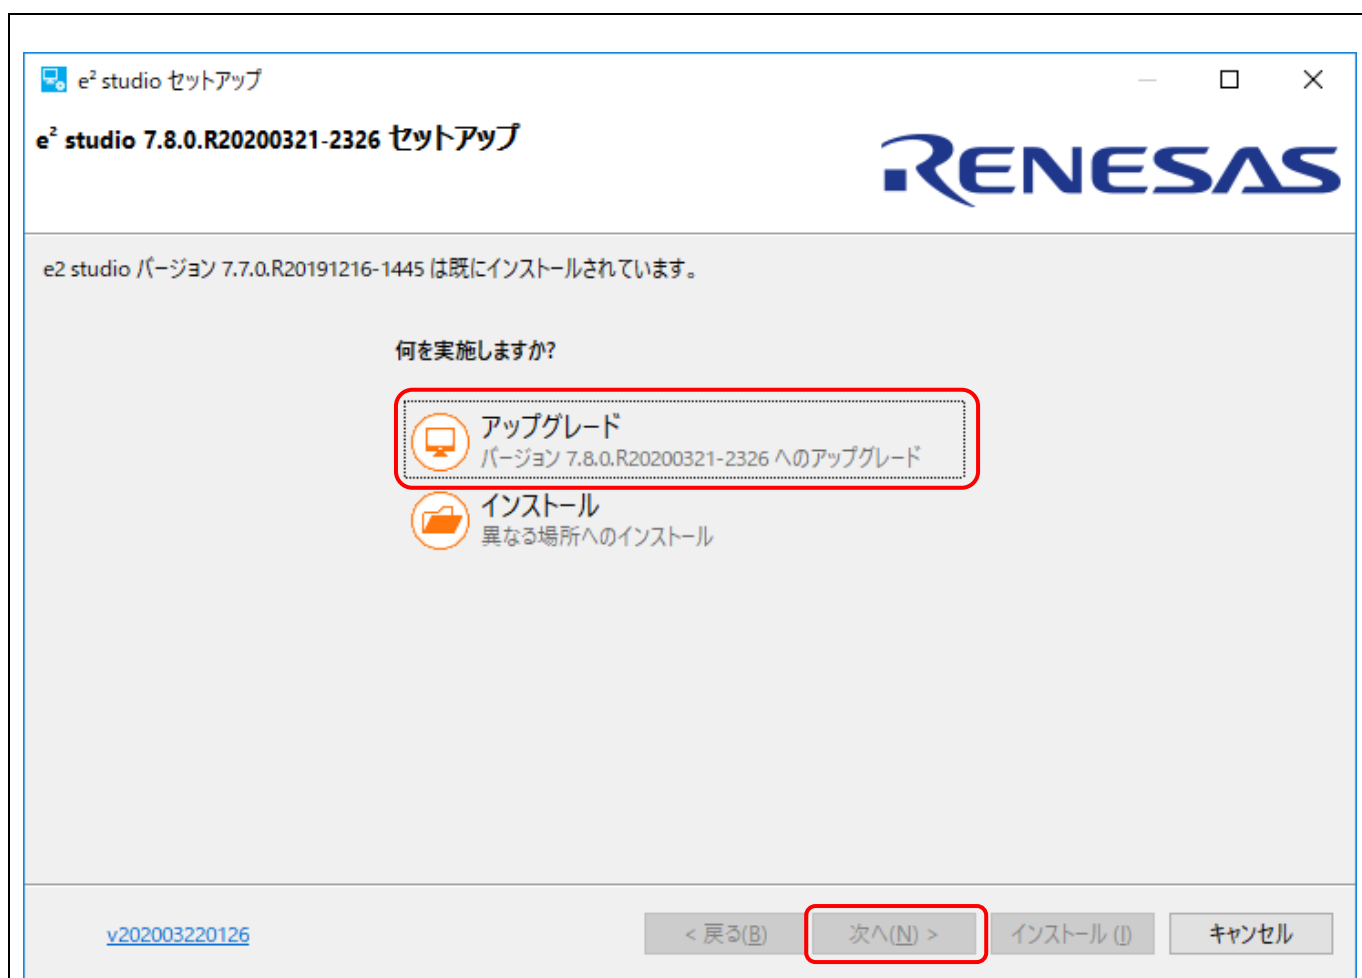 e² studio セットアップ
e² studio 7.8.0.R20200321-2326 セットアップ
RENESAS
e2 studio バージョン 7.7.0.R20191216-1445 は既にインストールされています。
何を実施しますか?
アップグレード
バージョン 7.8.0.R20200321-2326 へのアップグレード
インストール
異なる場所へのインストール
v202003220126
< 戻る(B)
次へ(N) >
インストール (I)
キャンセル